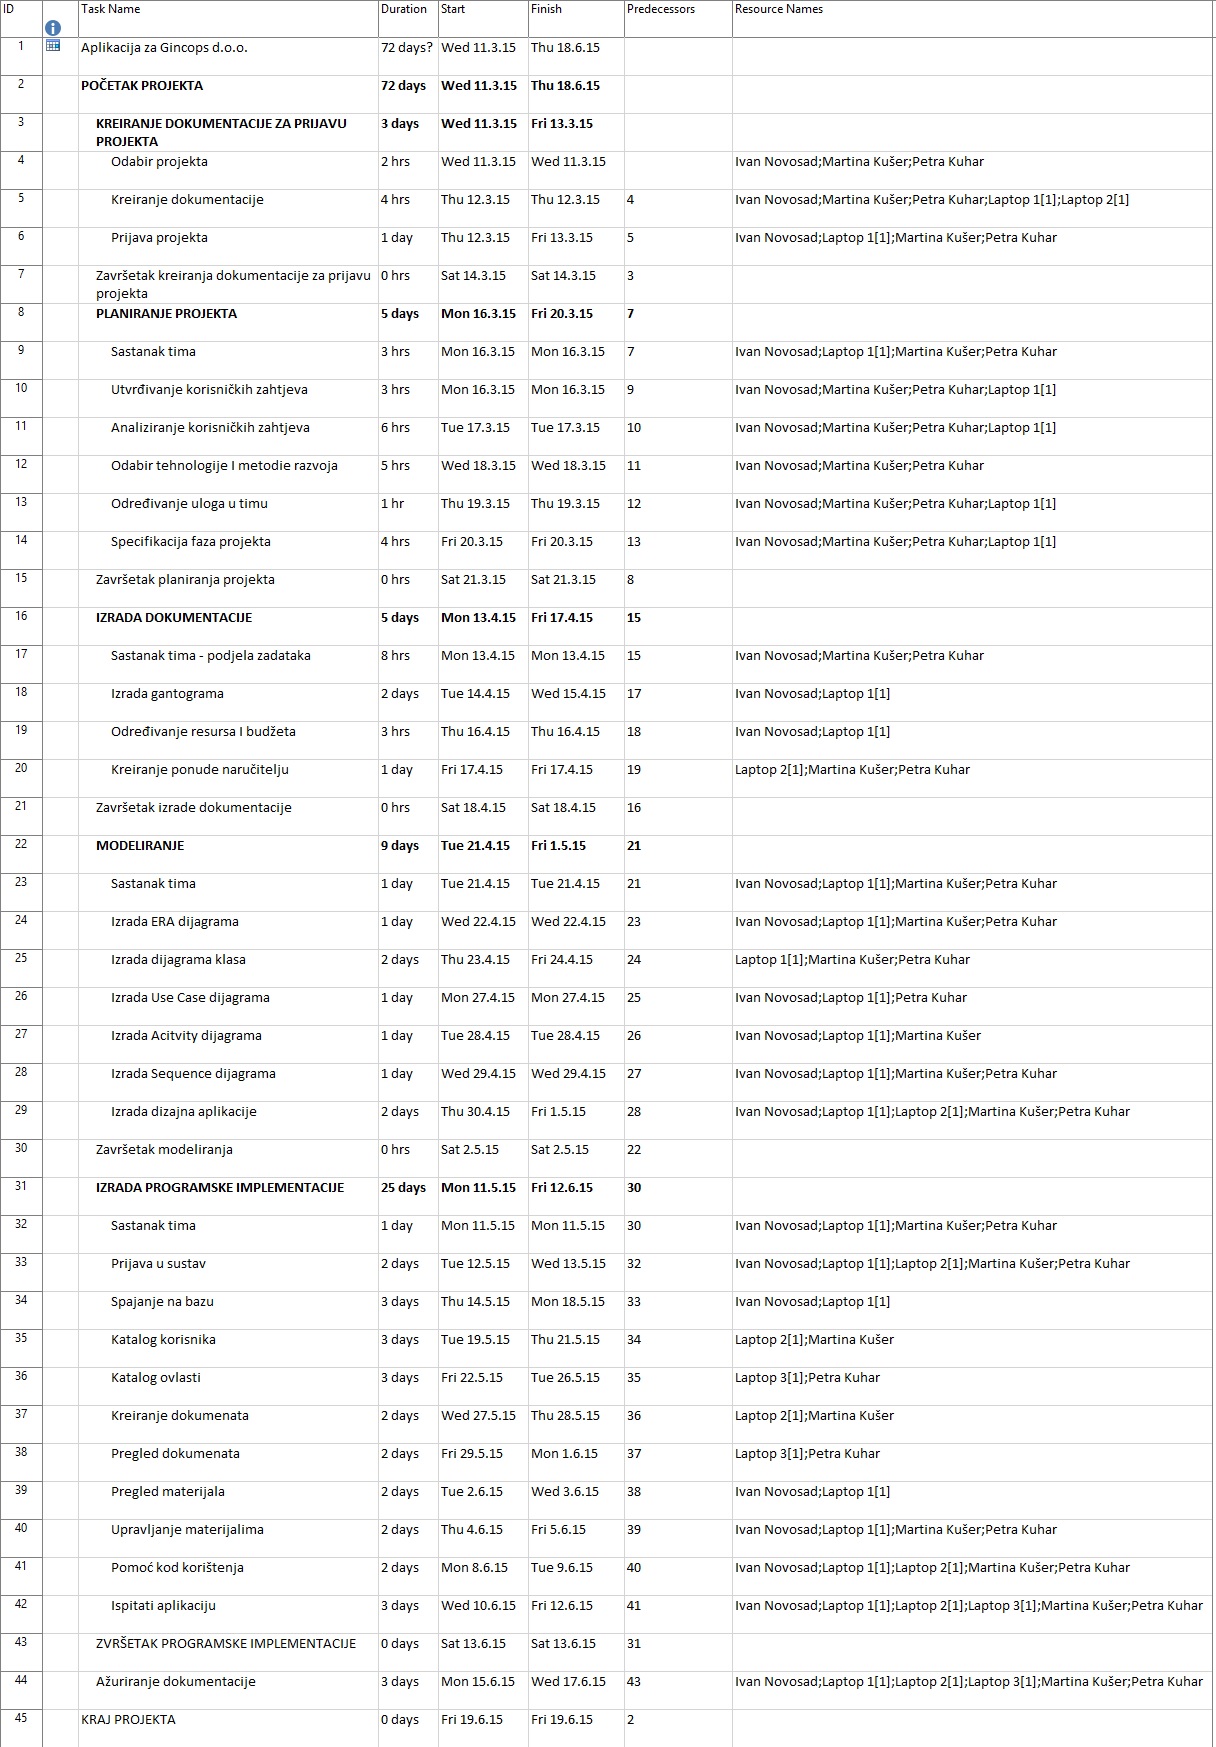 ID Task Name Duration Start Finish Predecessors Resource Names
1 Aplikacija za Gincops d.o.o. 72 days? Wed 11.3.15 Thu 18.6.15
2 POČETAK PROJEKTA 72 days Wed 11.3.15 Thu 18.6.15
3 KREIRANJE DOKUMENTACIJE ZA PRIJAVU 3 days Wed 11.3.15 Fri 13.3.15
PROJEKTA
4 Odabir projekta 2 hrs Wed 11.3.15 Wed 11.3.15 Ivan Novosad;Martina Kušer;Petra Kuhar
5 Kreiranje dokumentacije 4 hrs Thu 12.3.15 Thu 12.3.15 4 Ivan Novosad;Martina Kušer;Petra Kuhar;Laptop 1[1];Laptop 2[1]
6 Prijava projekta 1 day Thu 12.3.15 Fri 13.3.15 5 Ivan Novosad;Laptop 1[1];Martina Kušer;Petra Kuhar
7 Završetak kreiranja dokumentacije za prijavu 0 hrs Sat 14.3.15 Sat 14.3.15 3
projekta
8 PLANIRANJE PROJEKTA 5 days Mon 16.3.15 Fri 20.3.15 7
9 Sastanak tima 3 hrs Mon 16.3.15 Mon 16.3.15 7 Ivan Novosad;Laptop 1[1];Martina Kušer;Petra Kuhar
10 Utvrđivanje korisničkih zahtjeva 3 hrs Mon 16.3.15 Mon 16.3.15 9 Ivan Novosad;Martina Kušer;Petra Kuhar;Laptop 1[1]
11 Analiziranje korisničkih zahtjeva 6 hrs Tue 17.3.15 Tue 17.3.15 10 Ivan Novosad;Martina Kušer;Petra Kuhar;Laptop 1[1]
12 Odabir tehnologije I metodie razvoja 5 hrs Wed 18.3.15 Wed 18.3.15 11 Ivan Novosad;Martina Kušer;Petra Kuhar
13 Određivanje uloga u timu 1 hr Thu 19.3.15 Thu 19.3.15 12 Ivan Novosad;Martina Kušer;Petra Kuhar;Laptop 1[1]
14 Specifikacija faza projekta 4 hrs Fri 20.3.15 Fri 20.3.15 13 Ivan Novosad;Martina Kušer;Petra Kuhar;Laptop 1[1]
15 Završetak planiranja projekta 0 hrs Sat 21.3.15 Sat 21.3.15 8
16 IZRADA DOKUMENTACIJE 5 days Mon 13.4.15 Fri 17.4.15 15
17 Sastanak tima - podjela zadataka 8 hrs Mon 13.4.15 Mon 13.4.15 15 Ivan Novosad;Martina Kušer;Petra Kuhar
18 Izrada gantograma 2 days Tue 14.4.15 Wed 15.4.15 17 Ivan Novosad;Laptop 1[1]
19 Određivanje resursa I budžeta 3 hrs Thu 16.4.15 Thu 16.4.15 18 Ivan Novosad;Laptop 1[1]
20 Kreiranje ponude naručitelju 1 day Fri 17.4.15 Fri 17.4.15 19 Laptop 2[1];Martina Kušer;Petra Kuhar
21 Završetak izrade dokumentacije 0 hrs Sat 18.4.15 Sat 18.4.15 16
22 MODELIRANJE 9 days Tue 21.4.15 Fri 1.5.15 21
23 Sastanak tima 1 day Tue 21.4.15 Tue 21.4.15 21 Ivan Novosad;Laptop 1[1];Martina Kušer;Petra Kuhar
24 Izrada ERA dijagrama 1 day Wed 22.4.15 Wed 22.4.15 23 Ivan Novosad;Laptop 1[1];Martina Kušer;Petra Kuhar
25 Izrada dijagrama klasa 2 days Thu 23.4.15 Fri 24.4.15 24 Laptop 1[1];Martina Kušer;Petra Kuhar
26 Izrada Use Case dijagrama 1 day Mon 27.4.15 Mon 27.4.15 25 Ivan Novosad;Laptop 1[1];Petra Kuhar
27 Izrada Acitvity dijagrama 1 day Tue 28.4.15 Tue 28.4.15 26 Ivan Novosad;Laptop 1[1];Martina Kušer
28 Izrada Sequence dijagrama 1 day Wed 29.4.15 Wed 29.4.15 27 Ivan Novosad;Laptop 1[1];Martina Kušer;Petra Kuhar
29 Izrada dizajna aplikacije 2 days Thu 30.4.15 Fri 1.5.15 28 Ivan Novosad;Laptop 1[1];Laptop 2[1];Martina Kušer;Petra Kuhar
30 Završetak modeliranja 0 hrs Sat 2.5.15 Sat 2.5.15 22
31 IZRADA PROGRAMSKE IMPLEMENTACIJE 25 days Mon 11.5.15 Fri 12.6.15 30
32 Sastanak tima 1 day Mon 11.5.15 Mon 11.5.15 30 Ivan Novosad;Laptop 1[1];Martina Kušer;Petra Kuhar
33 Prijava u sustav 2 days Tue 12.5.15 Wed 13.5.15 32 Ivan Novosad;Laptop 1[1];Laptop 2[1];Martina Kušer;Petra Kuhar
34 Spajanje na bazu 3 days Thu 14.5.15 Mon 18.5.15 33 Ivan Novosad;Laptop 1[1]
35 Katalog korisnika 3 days Tue 19.5.15 Thu 21.5.15 34 Laptop 2[1];Martina Kušer
36 Katalog ovlasti 3 days Fri 22.5.15 Tue 26.5.15 35 Laptop 3[1];Petra Kuhar
37 Kreiranje dokumenata 2 days Wed 27.5.15 Thu 28.5.15 36 Laptop 2[1];Martina Kušer
38 Pregled dokumenata 2 days Fri 29.5.15 Mon 1.6.15 37 Laptop 3[1];Petra Kuhar
39 Pregled materijala 2 days Tue 2.6.15 Wed 3.6.15 38 Ivan Novosad;Laptop 1[1]
40 Upravljanje materijalima 2 days Thu 4.6.15 Fri 5.6.15 39 Ivan Novosad;Laptop 1[1];Martina Kušer;Petra Kuhar
41 Pomoć kod korištenja 2 days Mon 8.6.15 Tue 9.6.15 40 Ivan Novosad;Laptop 1[1];Laptop 2[1];Martina Kušer;Petra Kuhar
42 Ispitati aplikaciju 3 days Wed 10.6.15 Fri 12.6.15 41 Ivan Novosad;Laptop 1[1];Laptop 2[1];Laptop 3[1];Martina Kušer;Petra Kuhar
43 ZVRŠETAK PROGRAMSKE IMPLEMENTACIJE 0 days Sat 13.6.15 Sat 13.6.15 31
44 Ažuriranje dokumentacije 3 days Mon 15.6.15 Wed 17.6.15 43 Ivan Novosad;Laptop 1[1];Laptop 2[1];Laptop 3[1];Martina Kušer;Petra Kuhar
45 KRAJ PROJEKTA 0 days Fri 19.6.15 Fri 19.6.15 2